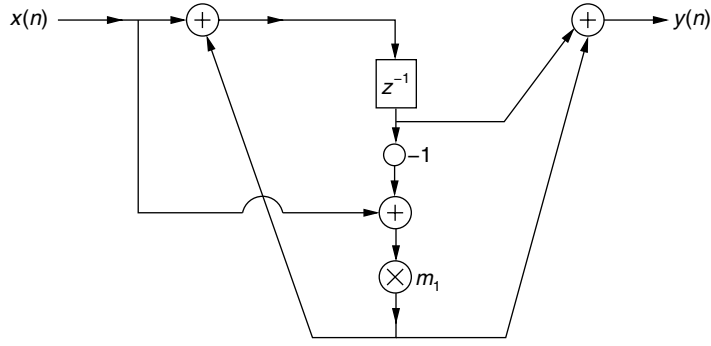 x(n)
+
+
y(n)
z⁻¹
−1
+
× m₁